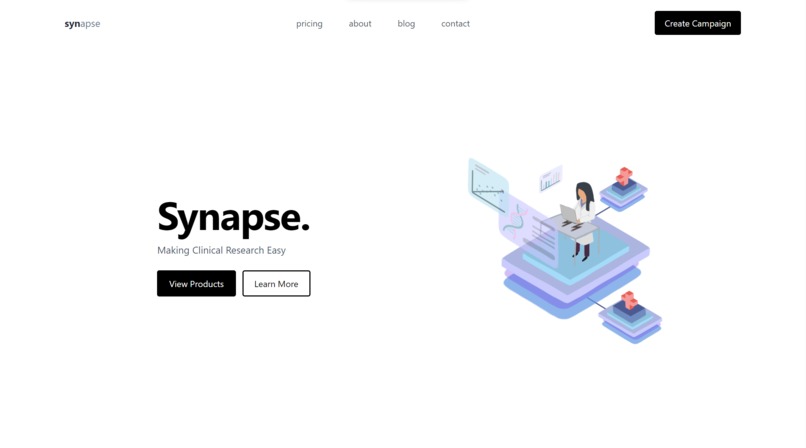 synapse
pricing about blog contact
Create Campaign
Synapse.
Making Clinical Research Easy
View Products
Learn More